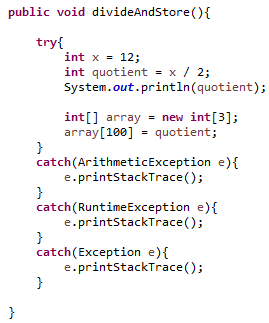 public void divideAndStore(){
try{
int x = 12;
int quotient = x / 2;
System.out.println(quotient);
int[] array = new int[3];
array[100] = quotient;
}
catch(ArithmeticException e){
e.printStackTrace();
}
catch(RuntimeException e){
e.printStackTrace();
}
catch(Exception e){
e.printStackTrace();
}
}